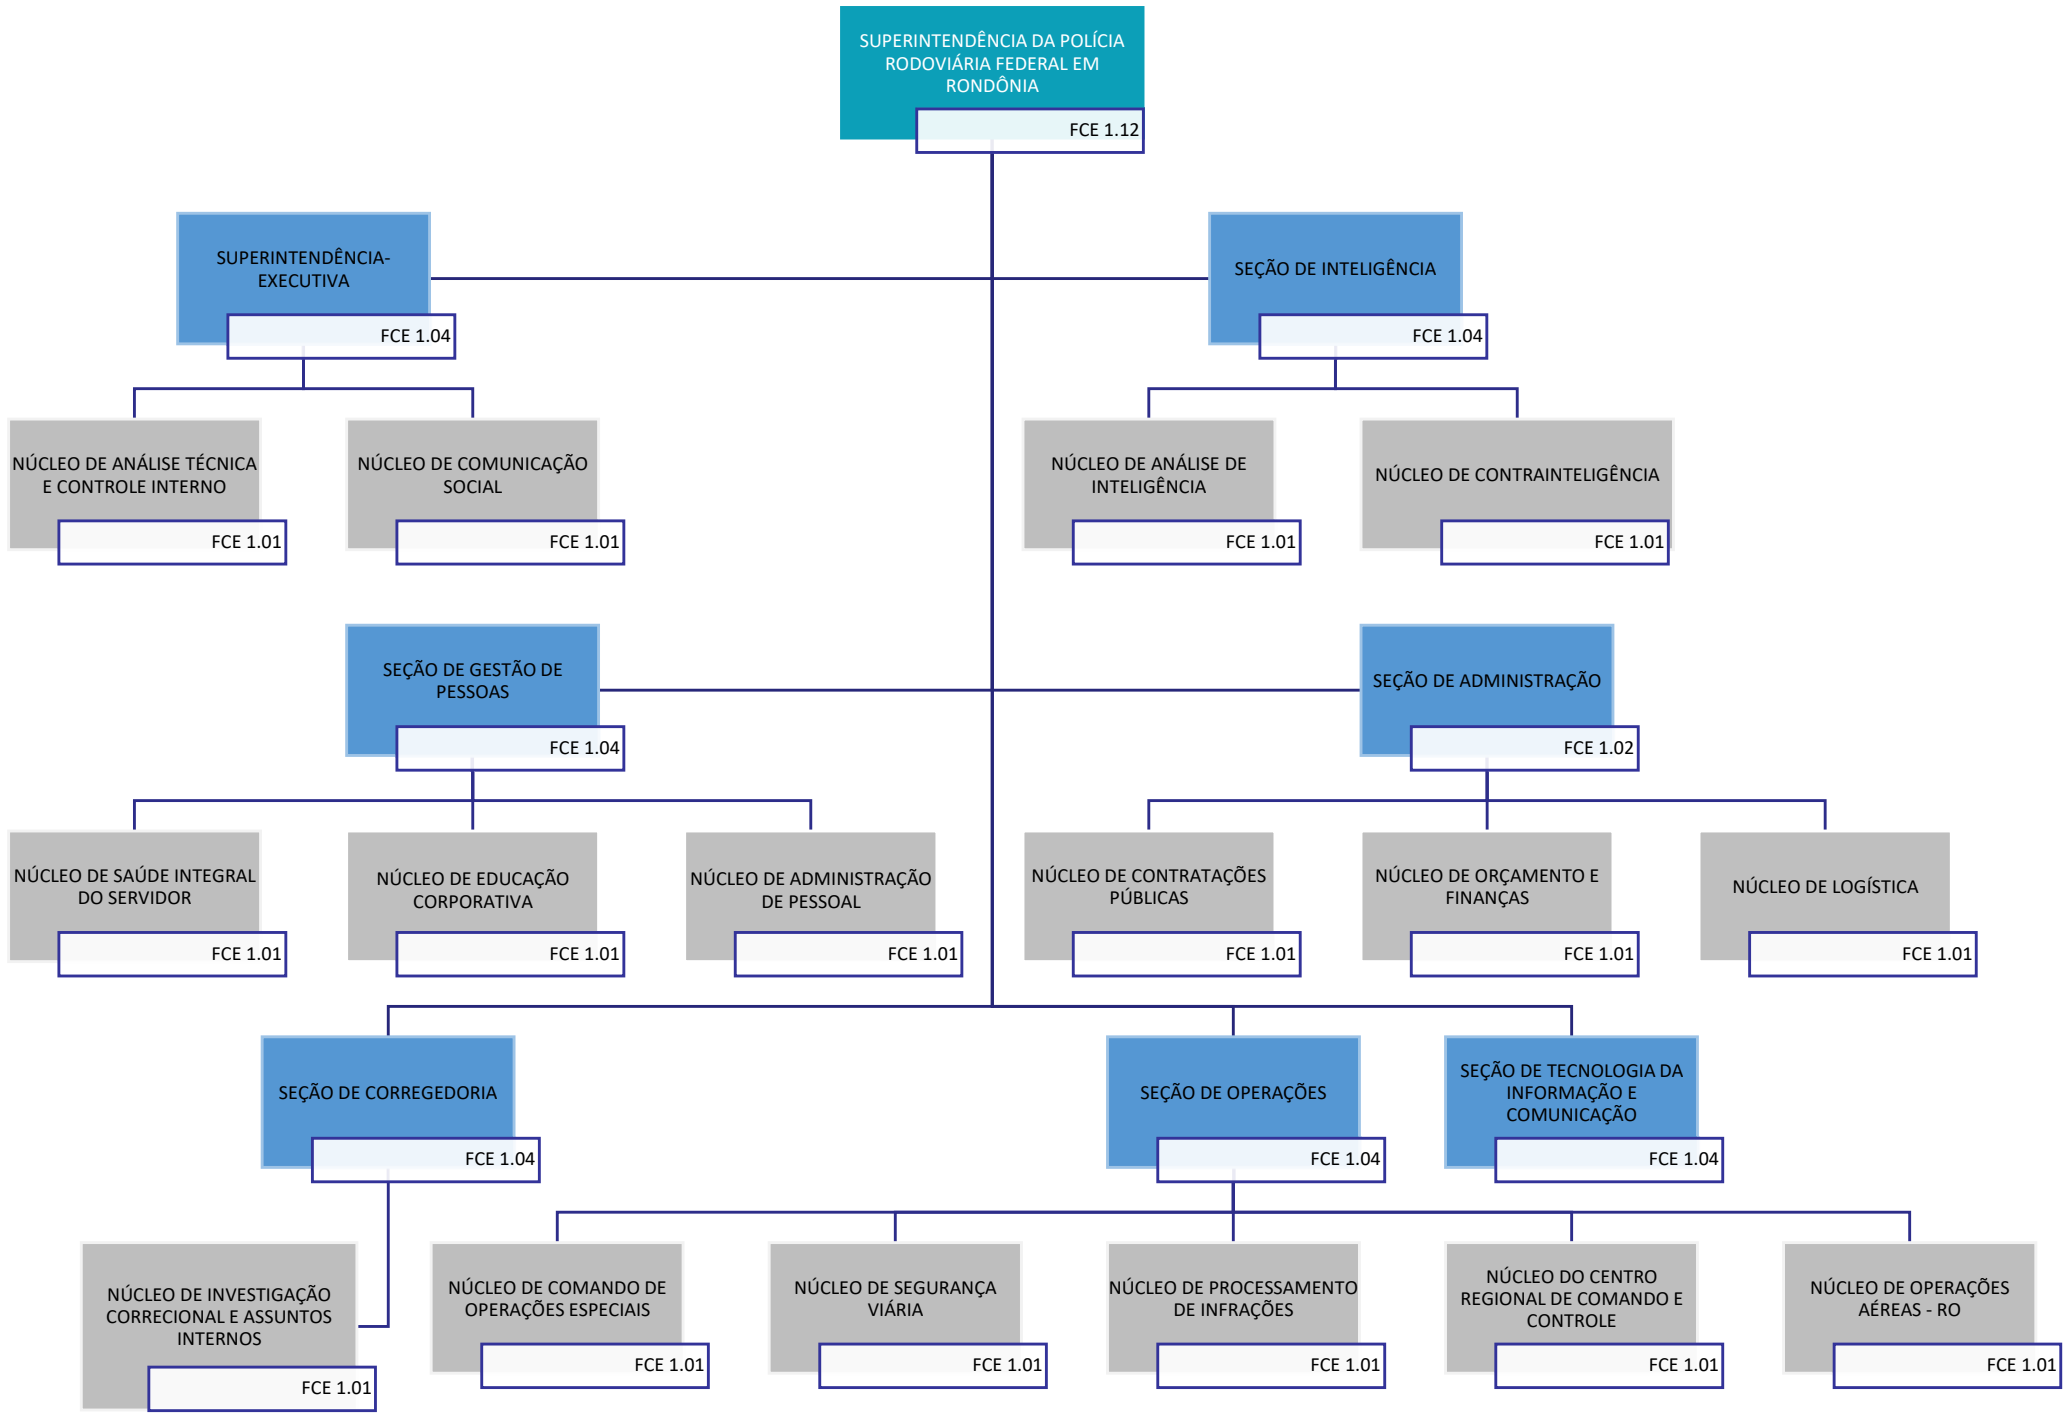 SUPERINTENDÊNCIA DA POLÍCIA
RODOVIÁRIA FEDERAL EM
RONDÔNIA
FCE 1.12
SUPERINTENDÊNCIA-
EXECUTIVA
FCE 1.04
SEÇÃO DE INTELIGÊNCIA
FCE 1.04
NÚCLEO DE ANÁLISE TÉCNICA
E CONTROLE INTERNO
FCE 1.01
NÚCLEO DE COMUNICAÇÃO
SOCIAL
FCE 1.01
NÚCLEO DE ANÁLISE DE
INTELIGÊNCIA
FCE 1.01
NÚCLEO DE CONTRAINTELIGÊNCIA
FCE 1.01
SEÇÃO DE GESTÃO DE
PESSOAS
FCE 1.04
SEÇÃO DE ADMINISTRAÇÃO
FCE 1.02
NÚCLEO DE SAÚDE INTEGRAL
DO SERVIDOR
FCE 1.01
NÚCLEO DE EDUCAÇÃO
CORPORATIVA
FCE 1.01
NÚCLEO DE ADMINISTRAÇÃO
DE PESSOAL
FCE 1.01
NÚCLEO DE CONTRATAÇÕES
PÚBLICAS
FCE 1.01
NÚCLEO DE ORÇAMENTO E
FINANÇAS
FCE 1.01
NÚCLEO DE LOGÍSTICA
FCE 1.01
SEÇÃO DE CORREGEDORIA
FCE 1.04
SEÇÃO DE OPERAÇÕES
FCE 1.04
SEÇÃO DE TECNOLOGIA DA
INFORMAÇÃO E
COMUNICAÇÃO
FCE 1.04
NÚCLEO DE INVESTIGAÇÃO
CORRECIONAL E ASSUNTOS
INTERNOS
FCE 1.01
NÚCLEO DE COMANDO DE
OPERAÇÕES ESPECIAIS
FCE 1.01
NÚCLEO DE SEGURANÇA
VIÁRIA
FCE 1.01
NÚCLEO DE PROCESSAMENTO
DE INFRAÇÕES
FCE 1.01
NÚCLEO DO CENTRO
REGIONAL DE COMANDO E
CONTROLE
FCE 1.01
NÚCLEO DE OPERAÇÕES
AÉREAS - RO
FCE 1.01